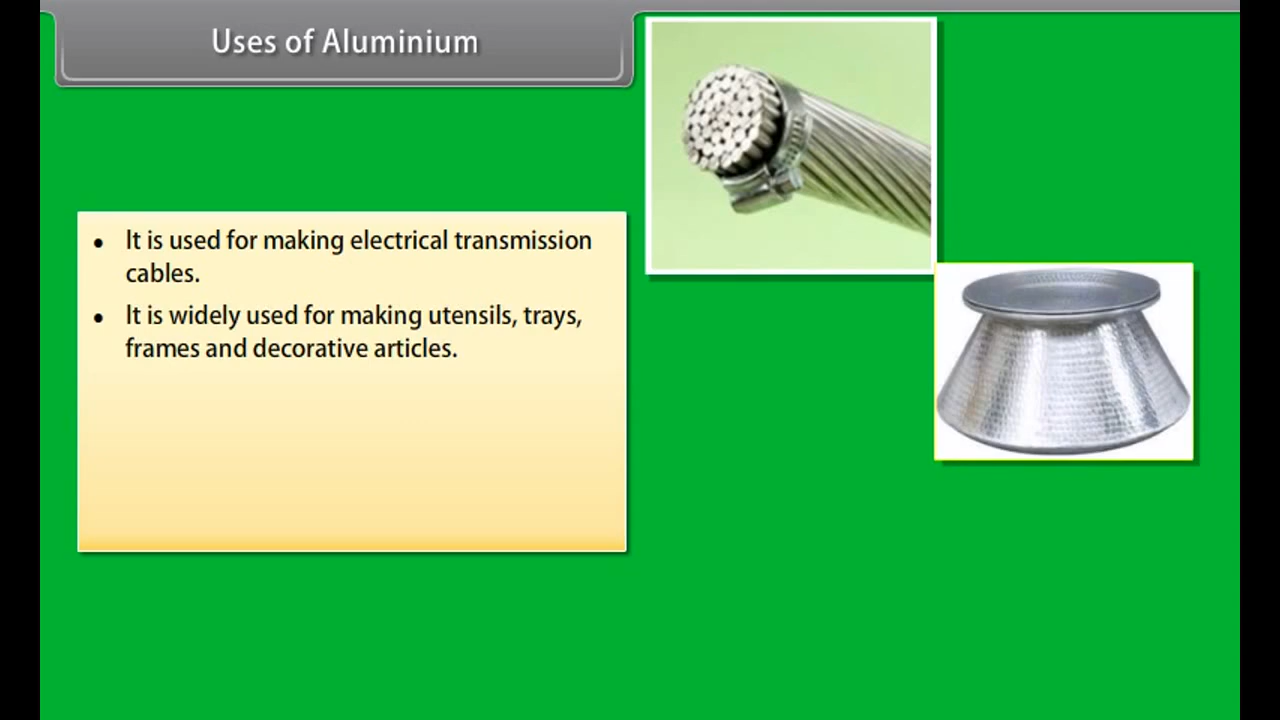 Uses of Aluminium
• It is used for making electrical transmission
cables.
• It is widely used for making utensils, trays,
frames and decorative articles.